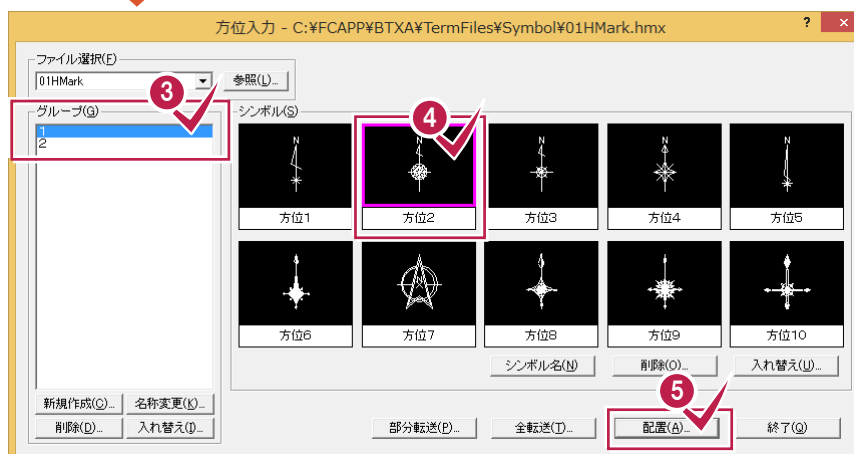 方位入力 - C:¥FCAPP¥BTXA¥TermFiles¥Symbol¥01HMark.hmx
? ×
ファイル選択(F)
01HMark
参照(L)...
3
グループ(G)
1
2
シンボル(S)
4
N N N N N
方位1 方位2 方位3 方位4 方位5
方位6 方位7 方位8 方位9 方位10
シンボル名(N) 削除(O)... 入れ替え(U)...
5
新規作成(C)... 名称変更(K)...
削除(D)... 入れ替え(I)...
部分転送(P)... 全転送(T)... 配置(A)... 終了(Q)